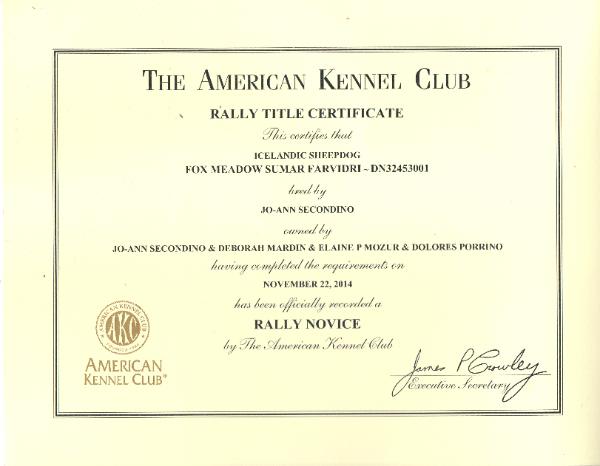 THE AMERICAN KENNEL CLUB
RALLY TITLE CERTIFICATE
This certifies that
ICELANDIC SHEEPDOG
FOX MEADOW SUMAR FARVIDRI ~ DN32453001
bred by
JO-ANN SECONDINO
owned by
JO-ANN SECONDINO & DEBORAH MARDIN & ELAINE P MOZUR & DOLORES PORRINO
having completed the requirements on
NOVEMBER 22, 2014
has been officially recorded a
RALLY NOVICE
by The American Kennel Club
AMERICAN KENNEL CLUB
AKC
AMERICAN
KENNEL CLUB®
James P Crowley
Executive Secretary